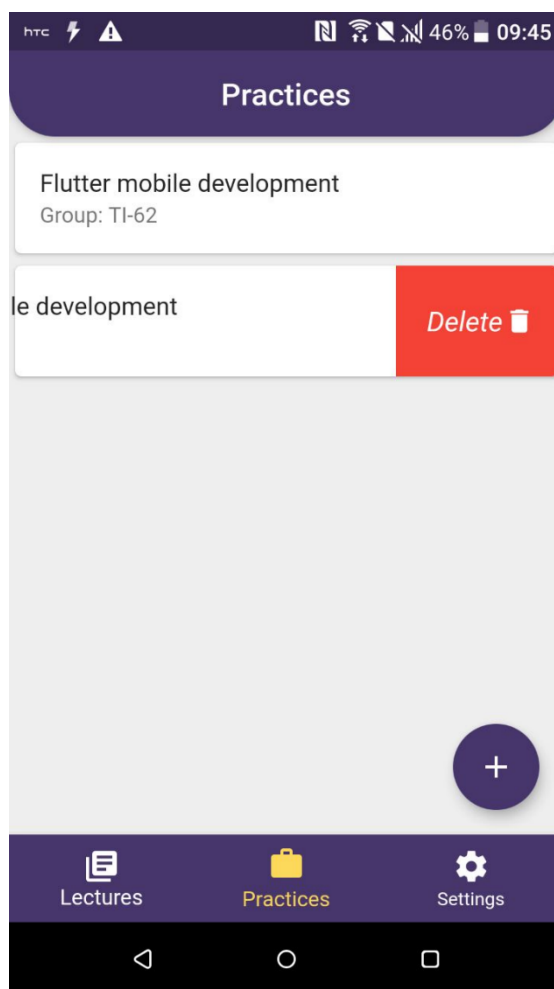 hTC 46% 09:45
Practices
Flutter mobile development
Group: TI-62
le development
Delete
Lectures Practices Settings